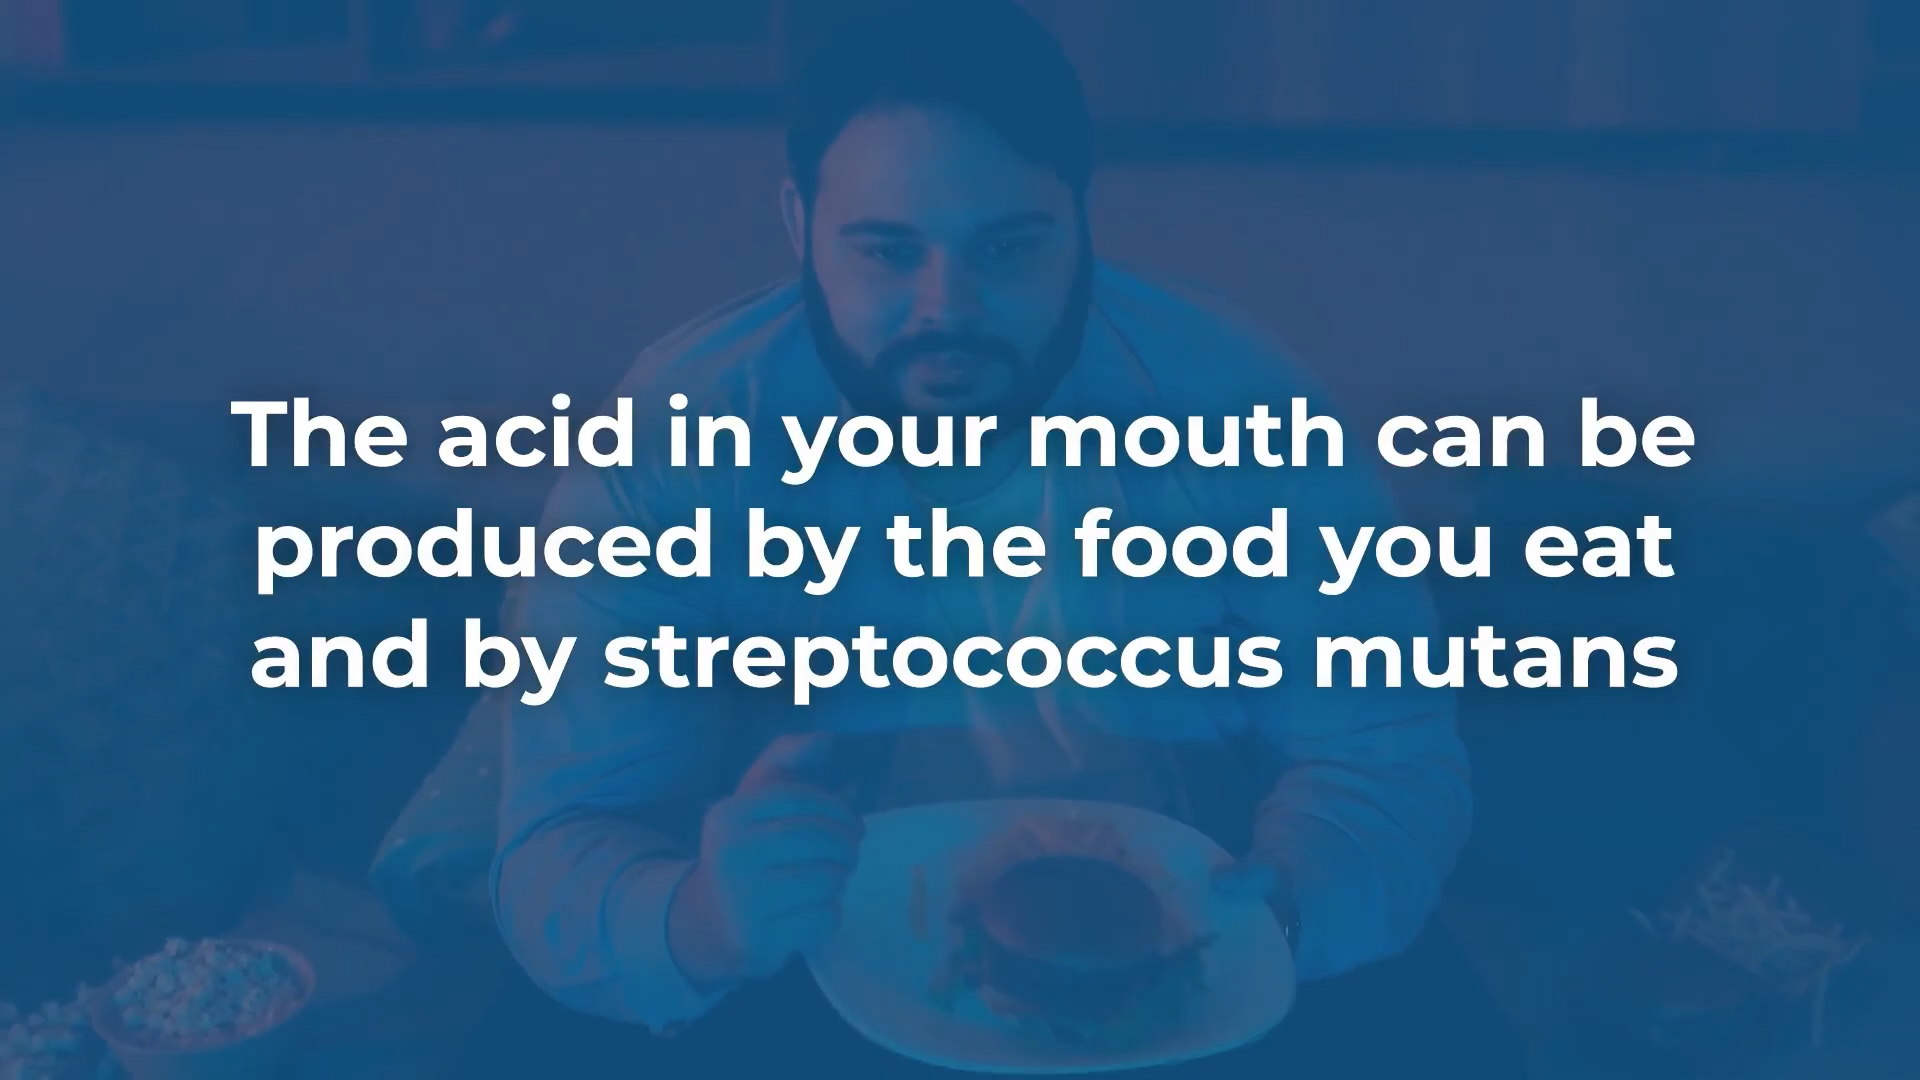 The acid in your mouth can be
produced by the food you eat
and by streptococcus mutans